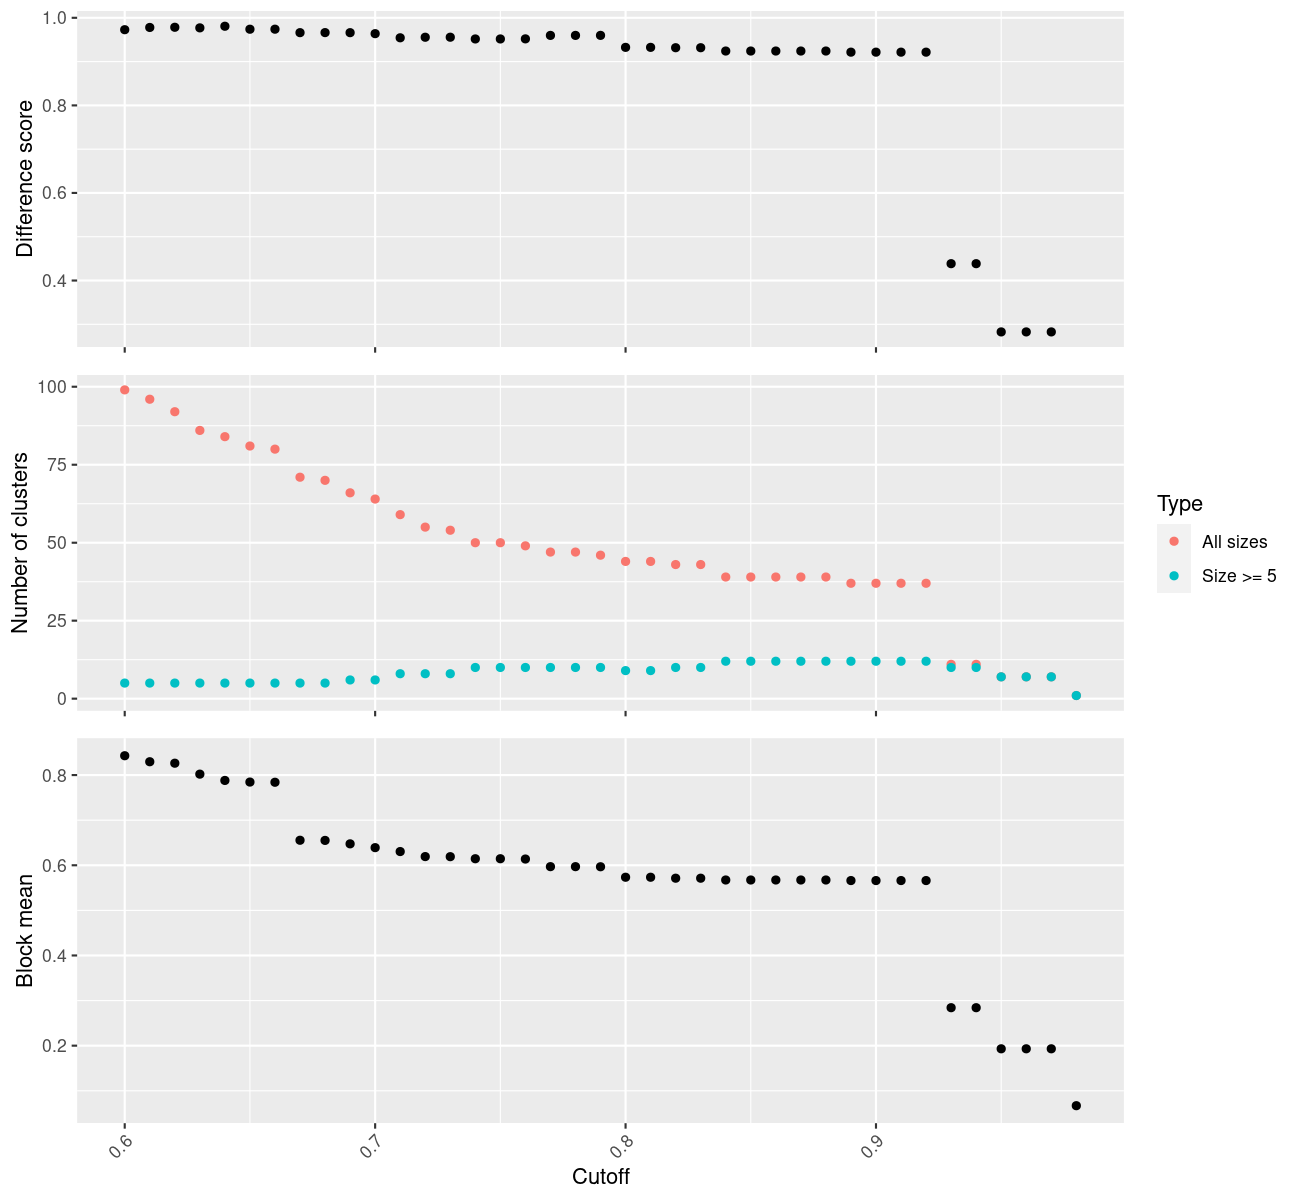 1.0
0.8
0.6
0.4
Difference score
100
75
50
25
0
Number of clusters
Type
All sizes
Size >= 5
0.8
0.6
0.4
0.2
Block mean
0.6
0.7
0.8
0.9
Cutoff